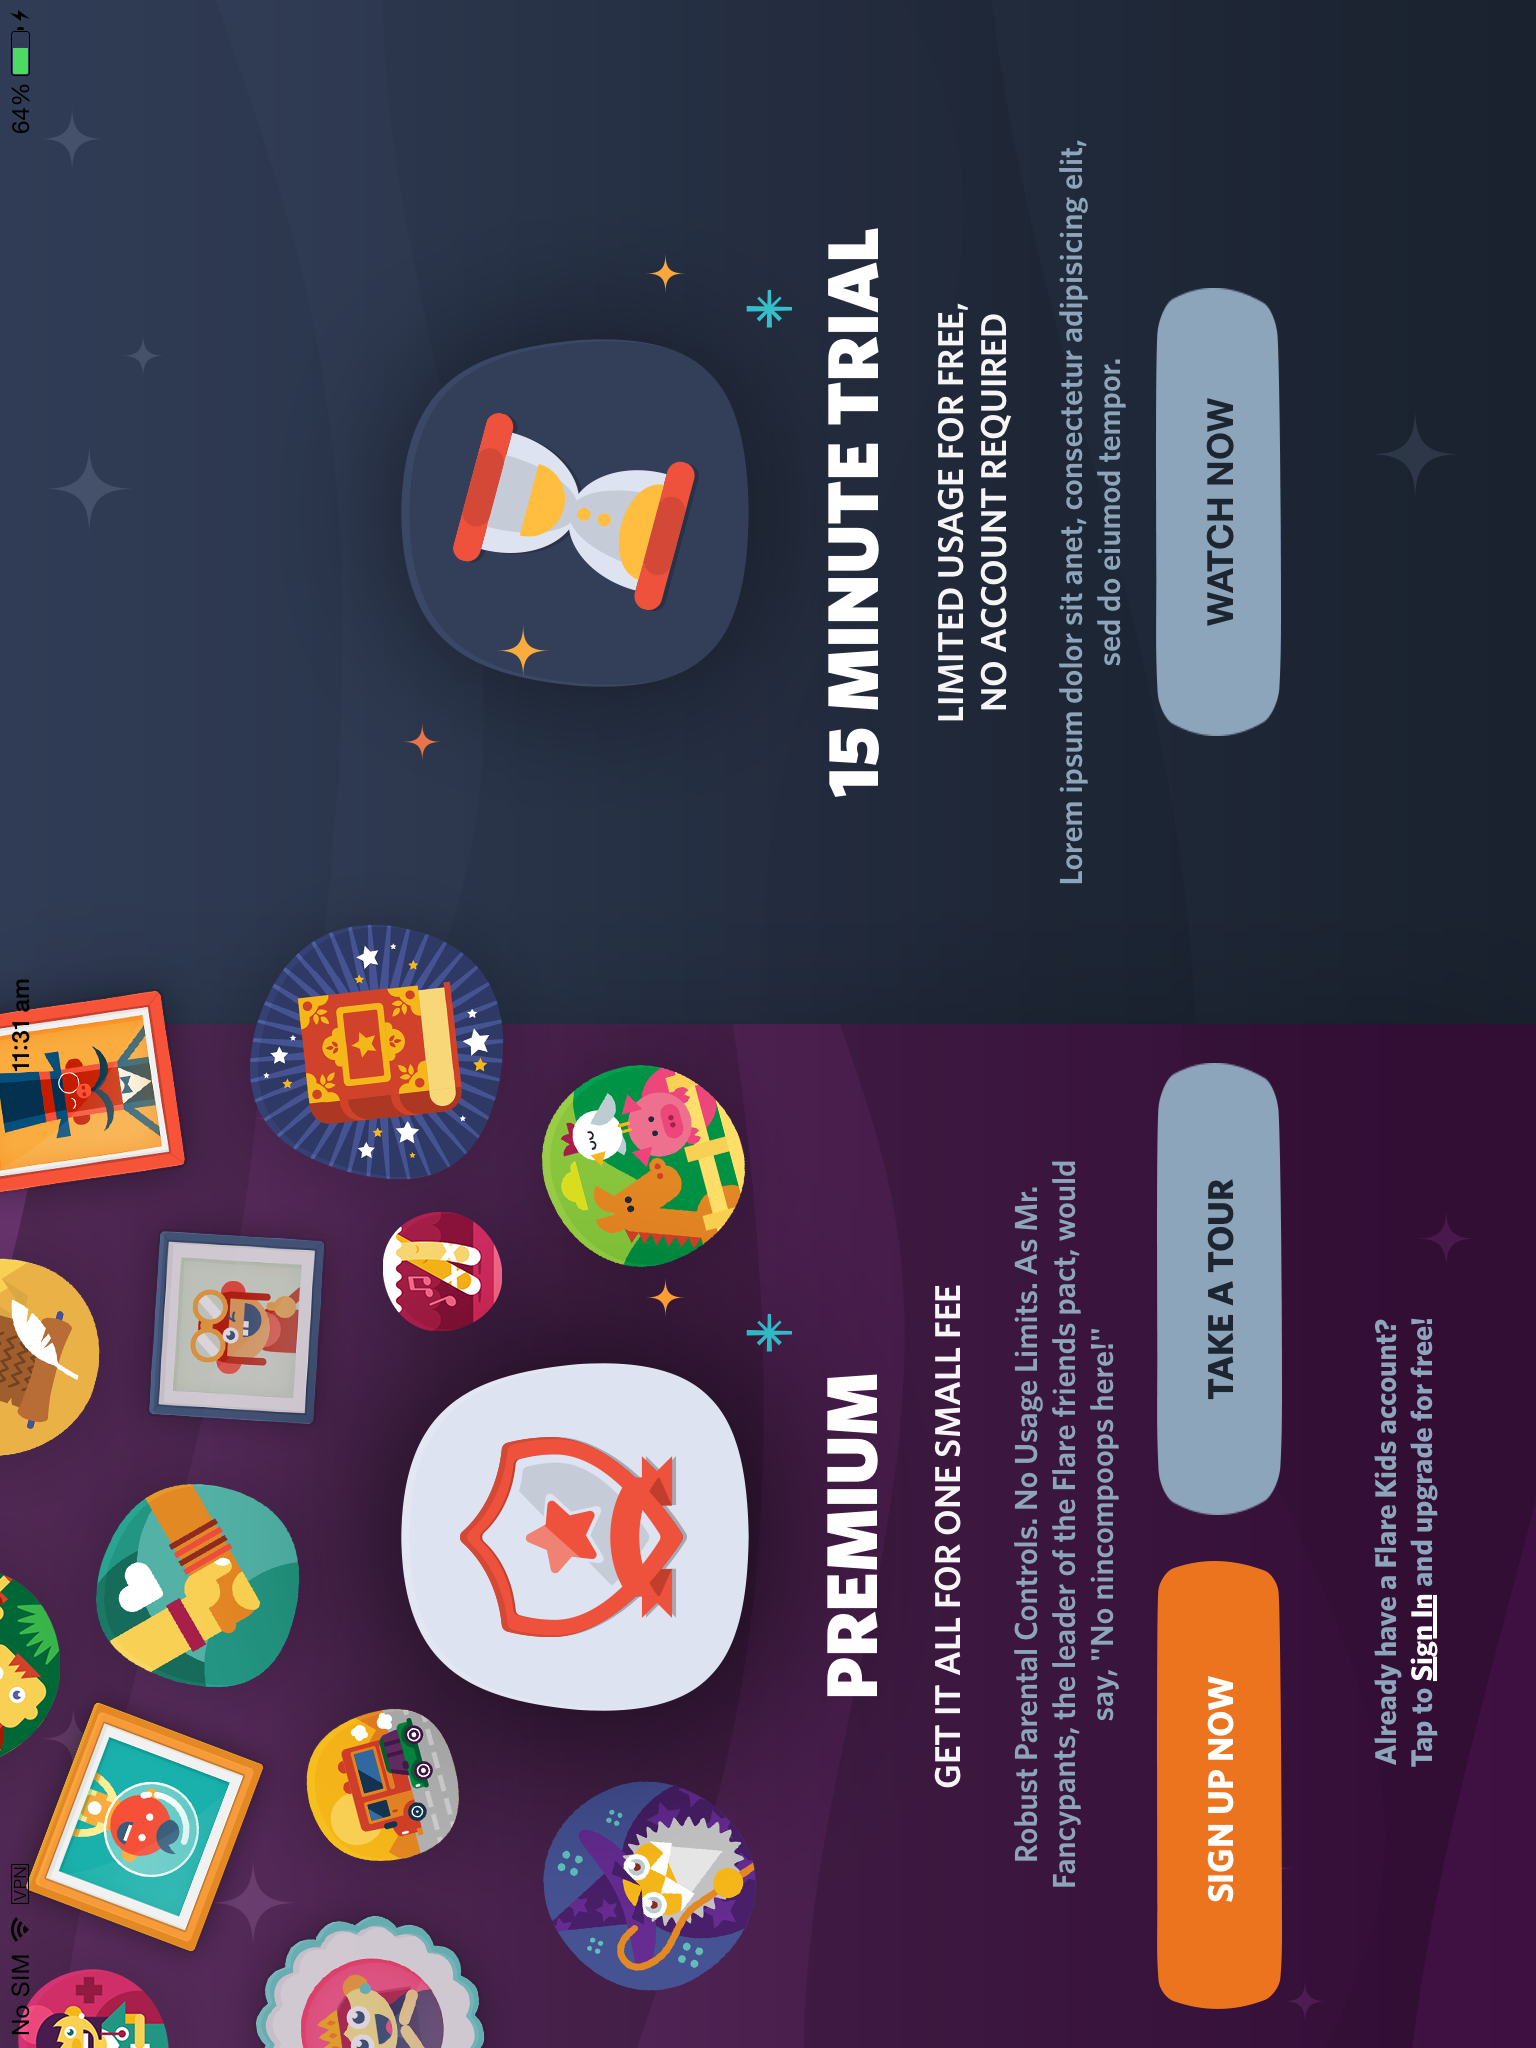 No SIM VPN
11:31 am
64%
PREMIUM
GET IT ALL FOR ONE SMALL FEE
Robust Parental Controls. No Usage Limits. As Mr.
Fancypants, the leader of the Flare friends pact, would
say, "No nincompoops here!"
SIGN UP NOW
TAKE A TOUR
Already have a Flare Kids account?
Tap to Sign In and upgrade for free!
15 MINUTE TRIAL
LIMITED USAGE FOR FREE,
NO ACCOUNT REQUIRED
Lorem ipsum dolor sit anet, consectetur adipisicing elit,
sed do eiumod tempor.
WATCH NOW